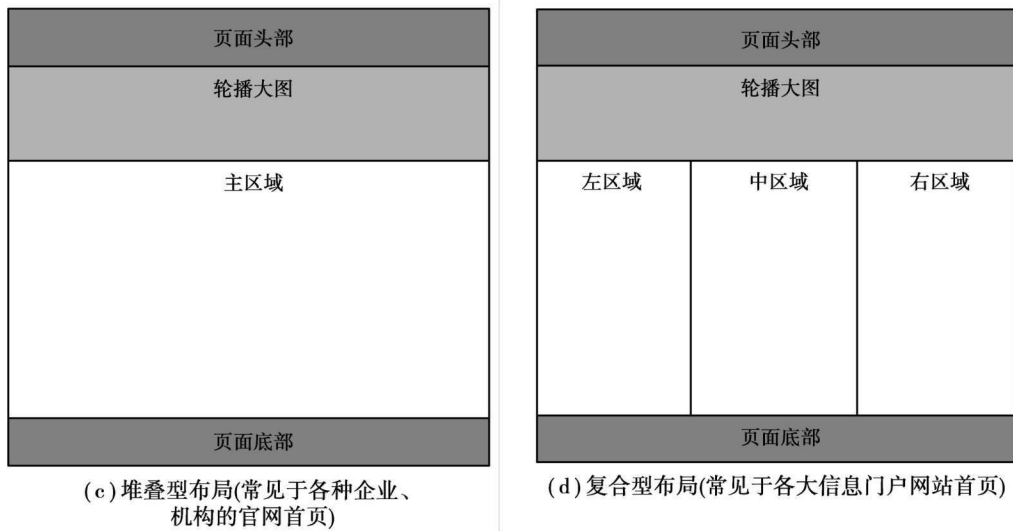 页面头部
轮播大图
主区域
页面底部
(c)堆叠型布局(常见于各种企业、
机构的官网首页)
页面头部
轮播大图
左区域
中区域
右区域
页面底部
(d)复合型布局(常见于各大信息门户网站首页)